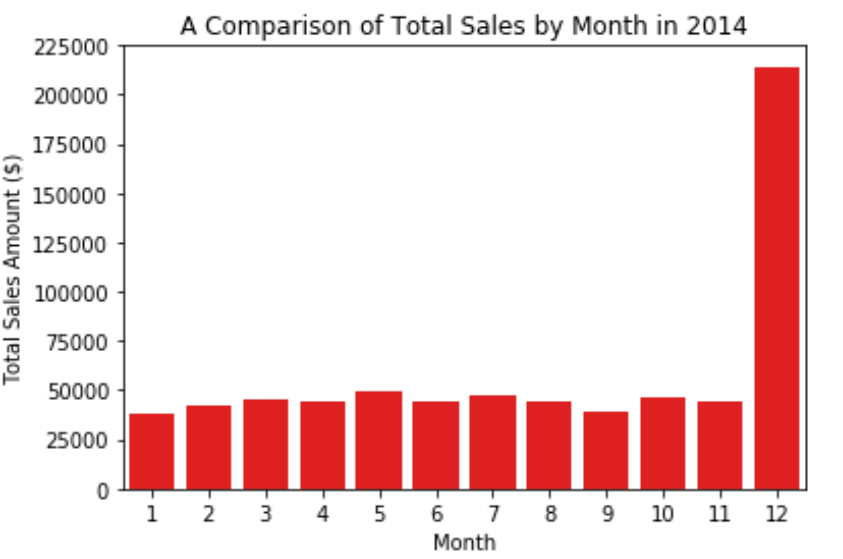 A Comparison of Total Sales by Month in 2014
225000
200000
175000
150000
125000
100000
75000
50000
25000
0
Total Sales Amount ($)
1 2 3 4 5 6 7 8 9 10 11 12
Month